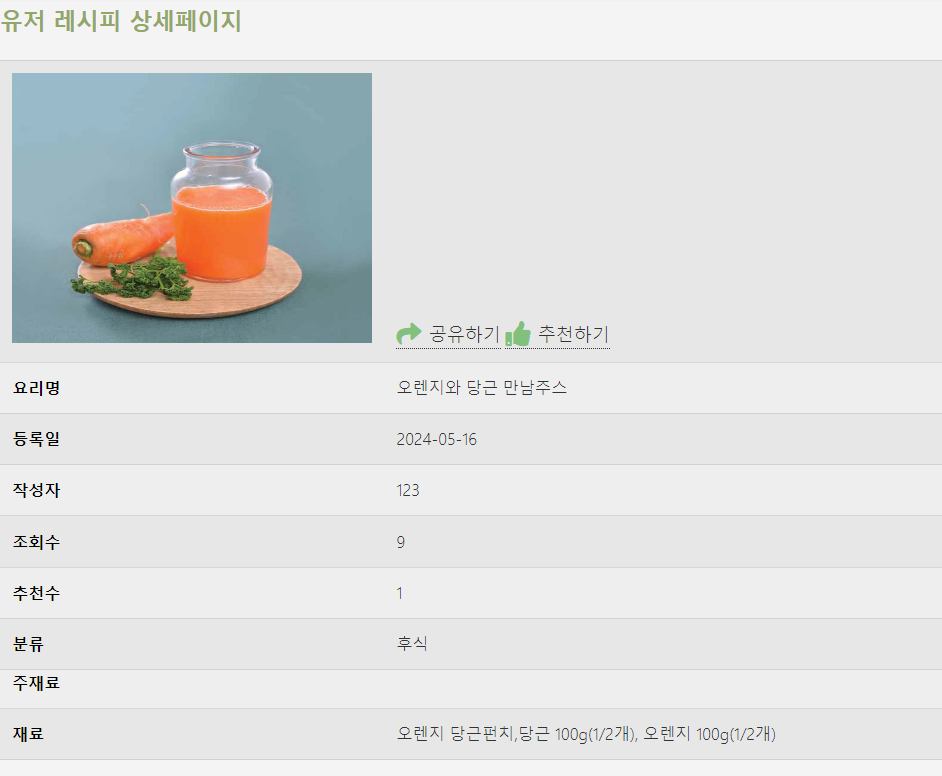 유저 레시피 상세페이지
공유하기 추천하기
요리명 오렌지와 당근 만남주스
등록일 2024-05-16
작성자 123
조회수 9
추천수 1
분류 후식
주재료
재료 오렌지 당근펀치,당근 100g(1/2개), 오렌지 100g(1/2개)